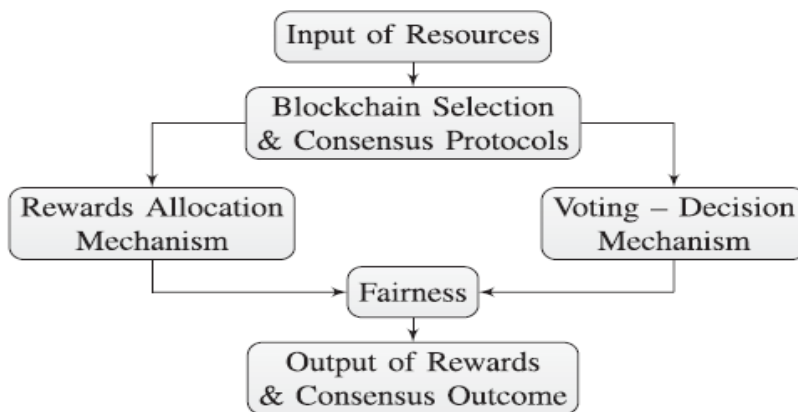 Input of Resources
Blockchain Selection
& Consensus Protocols
Rewards Allocation
Mechanism
Voting – Decision
Mechanism
Fairness
Output of Rewards
& Consensus Outcome